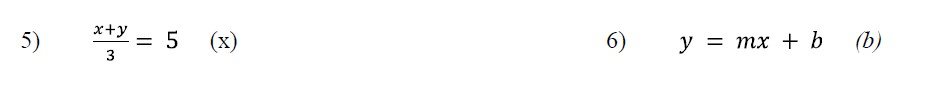 5) (x+y)/3 = 5 (x) 6) y = mx + b (b)